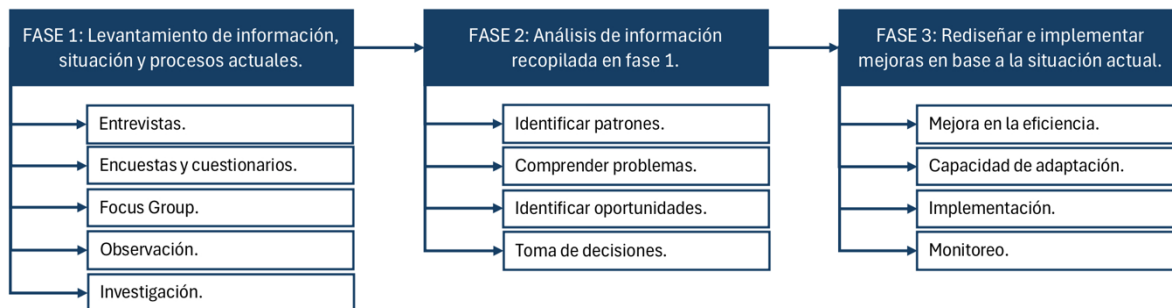 FASE 1: Levantamiento de información,
situación y procesos actuales.
Entrevistas.
Encuestas y cuestionarios.
Focus Group.
Observación.
Investigación.
FASE 2: Análisis de información
recopilada en fase 1.
Identificar patrones.
Comprender problemas.
Identificar oportunidades.
Toma de decisiones.
FASE 3: Rediseñar e implementar
mejoras en base a la situación actual.
Mejora en la eficiencia.
Capacidad de adaptación.
Implementación.
Monitoreo.